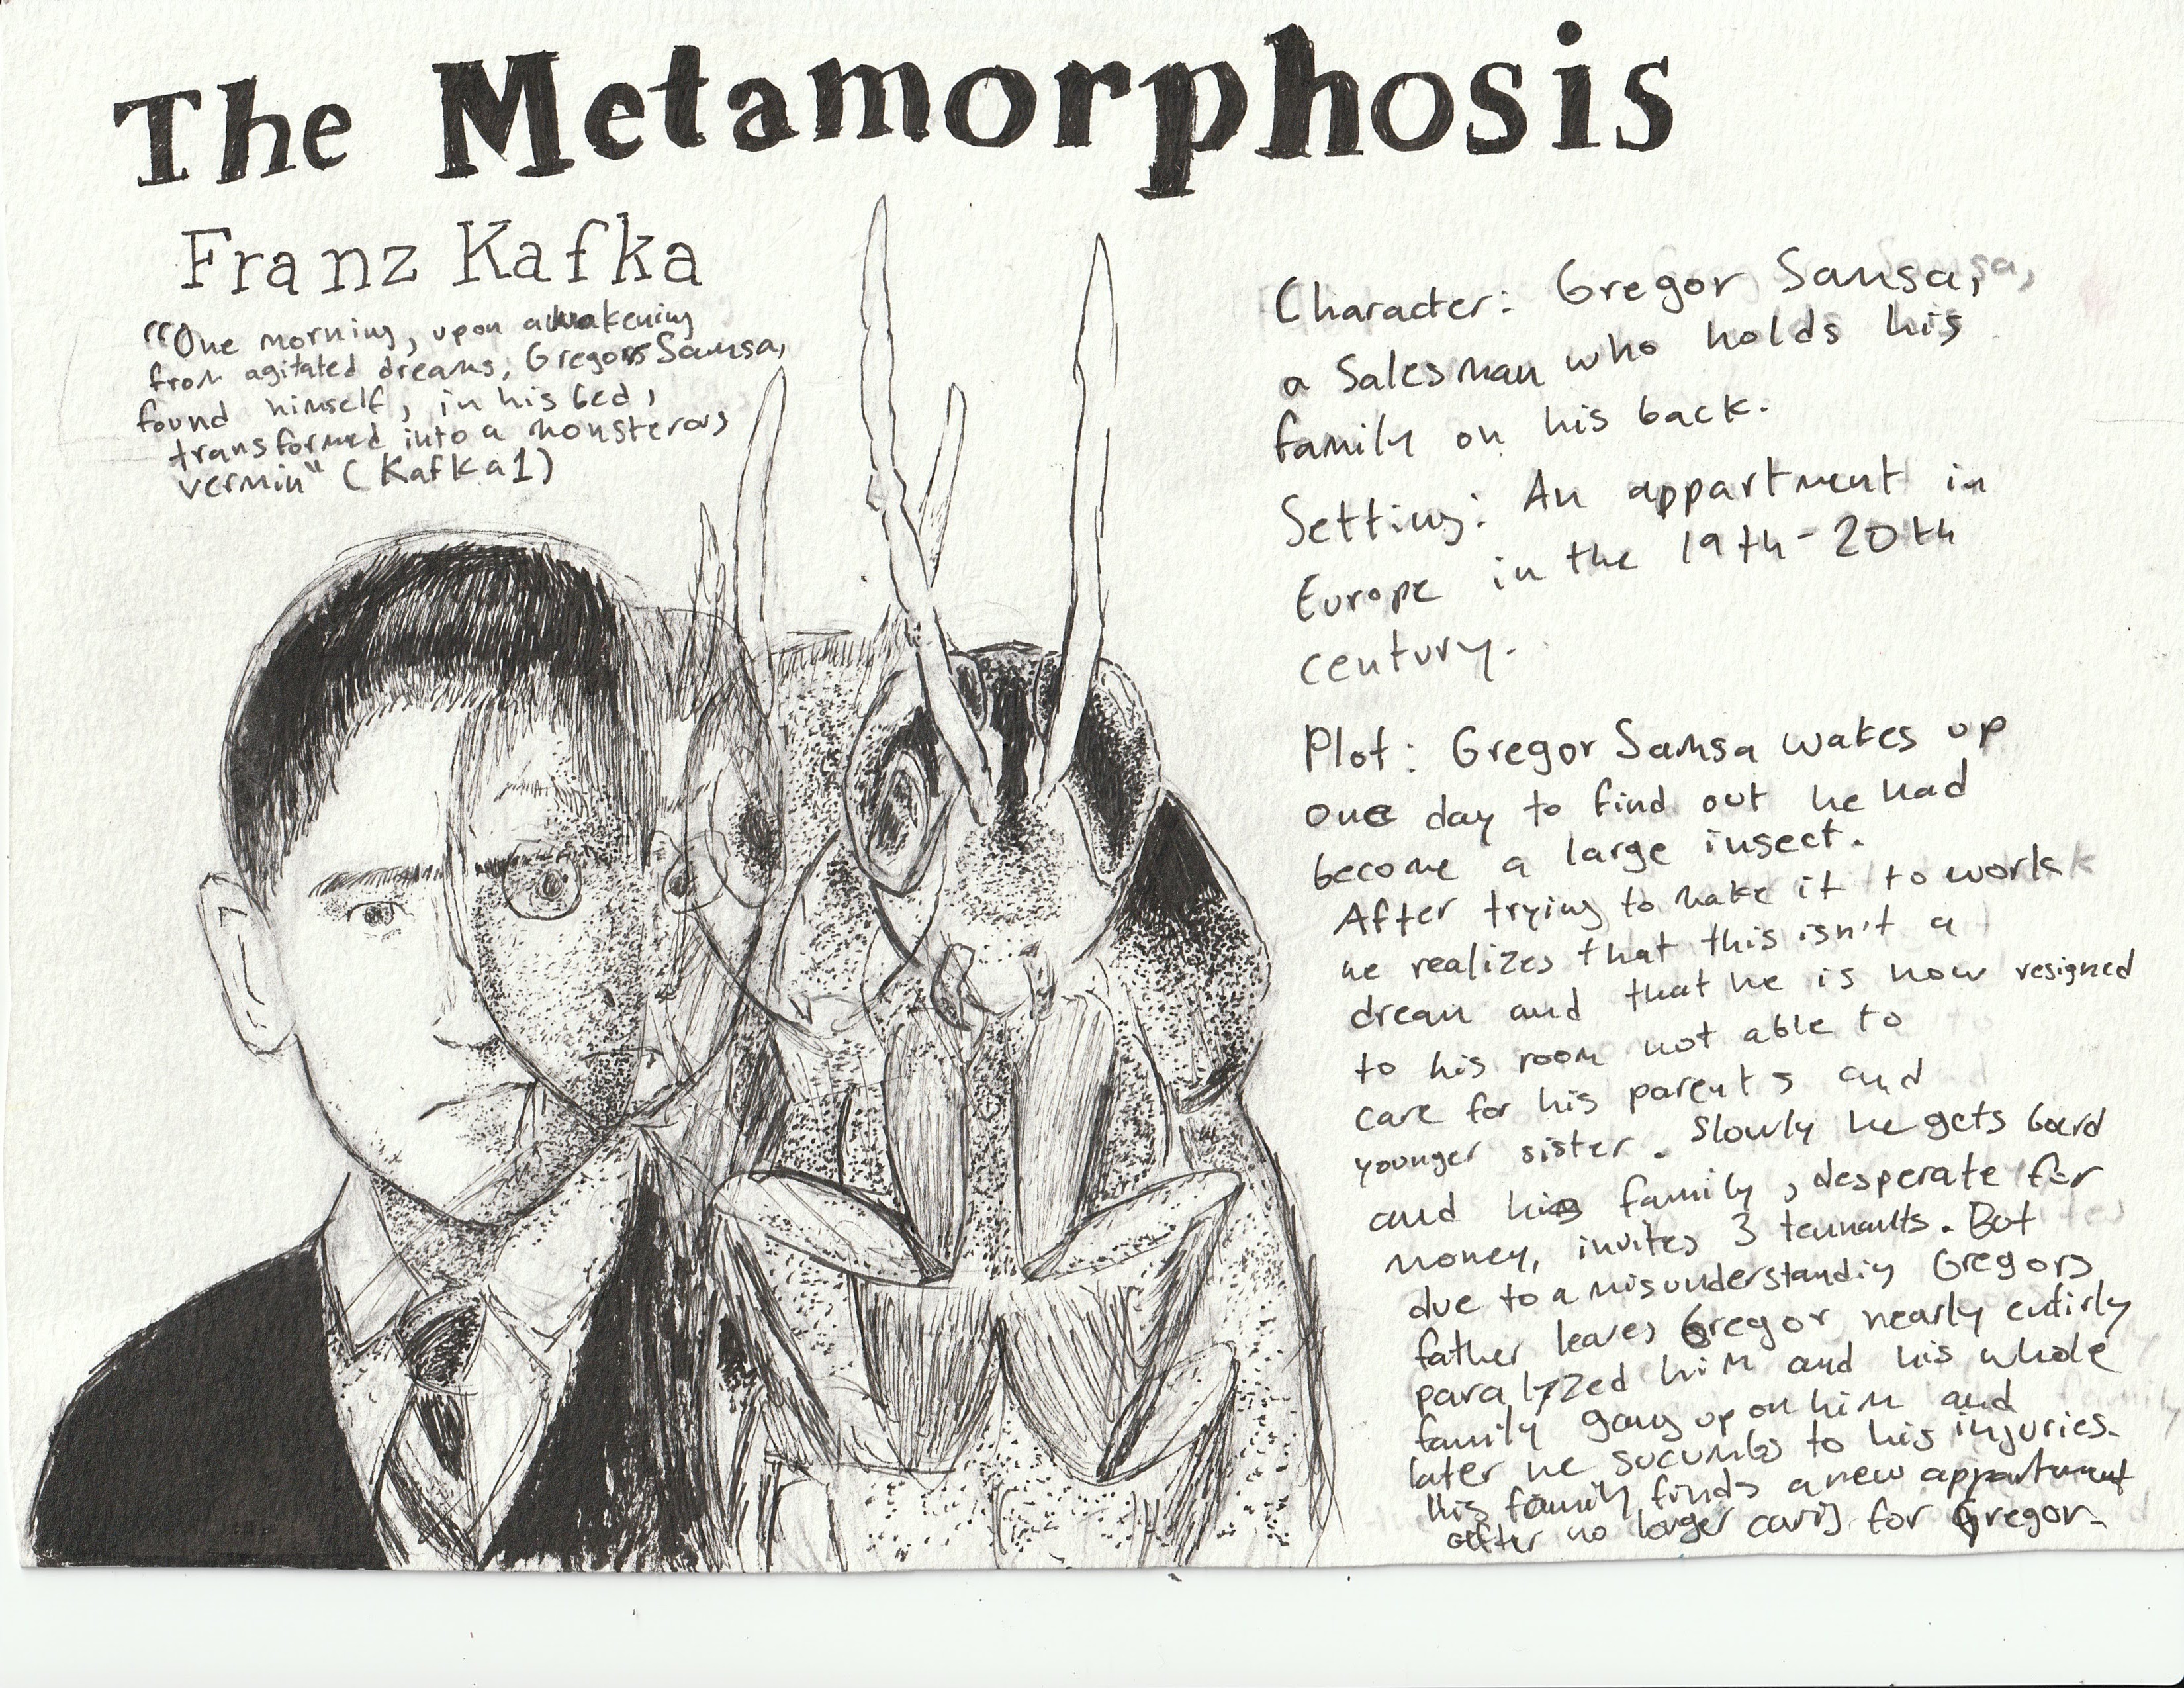 The Metamorphosis
Franz Kafka
"One morning, upon awakening
from agitated dreams, Gregor Samsa,
found himself, in his bed,
transformed into a monsterous
vermin" (Kafka 1)
Character: Gregor Samsa,
a Salesman who holds his
family on his back.
Setting: An appartment in
Europe in the 19th-20th
century.
Plot: Gregor Samsa wakes up
one day to find out he had
become a large insect.
After trying to make it to work
he realizes that this isn't a
dream and that he is now resigned
to his room not able to
care for his parents and
younger sister. Slowly he gets
and his family, desperate for
money, invites 3 tennants. But
due to a misunderstandig Gregors
father leaves Gregor nearly entirly
paralyzed him and his whole
family gang up on him and
later he sucumbs to his injuries.
his family finds a new appartment
after no longer carig for Gregor.